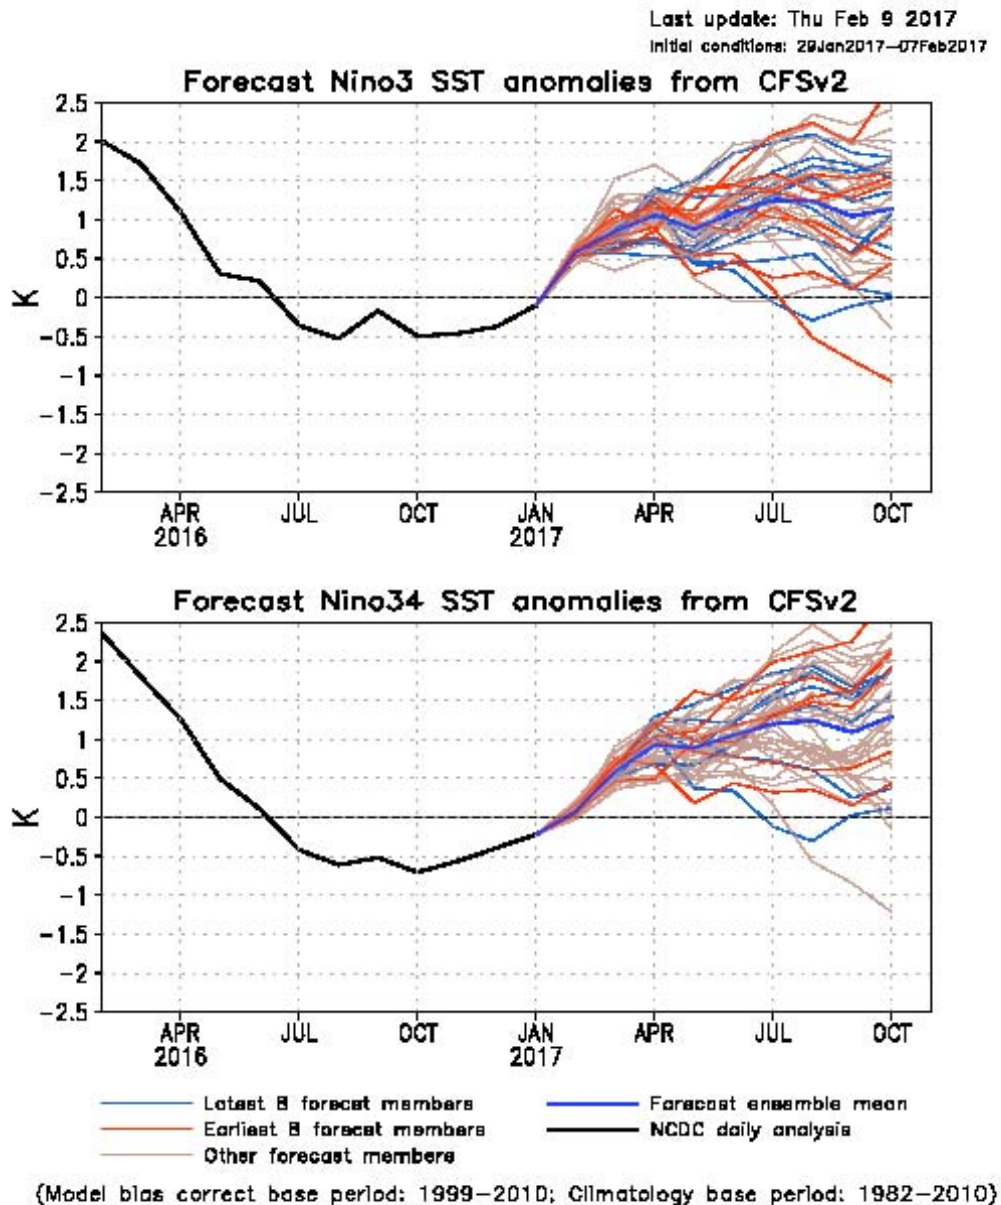 Last update: Thu Feb 9 2017
Initial conditions: 29Jan2017–07Feb2017
Forecast Nino3 SST anomalies from CFSv2
K
2.5
2
1.5
1
0.5
0
−0.5
−1
−1.5
−2
−2.5
APR JUL OCT JAN APR JUL OCT
2016 2017
Forecast Nino34 SST anomalies from CFSv2
K
2.5
2
1.5
1
0.5
0
−0.5
−1
−1.5
−2
−2.5
APR JUL OCT JAN APR JUL OCT
2016 2017
Latest 8 forecast members
Forecast ensemble mean
Earliest 8 forecast members
NCDC daily analysis
Other forecast members
(Model bias correct base period: 1999−2010; Climatology base period: 1982−2010)